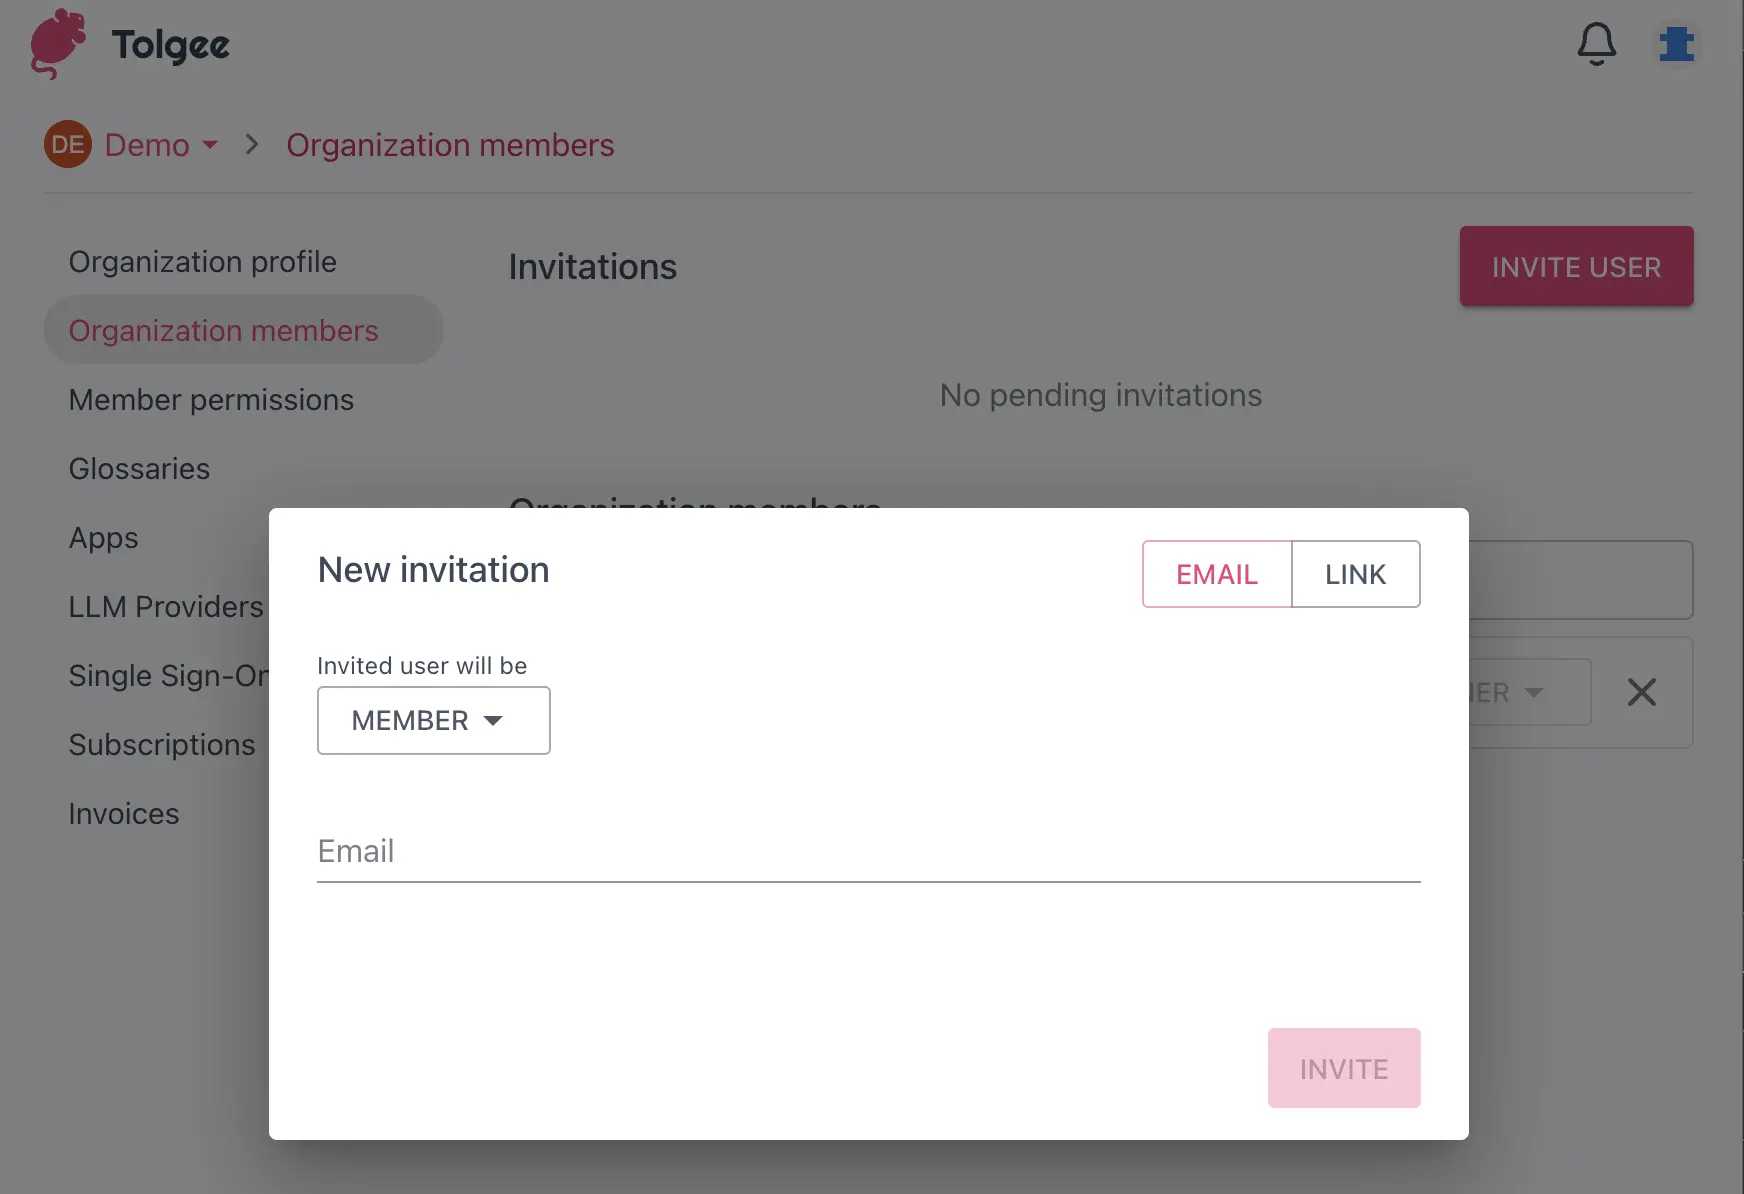 Tolgee
DE Demo > Organization members
Organization profile
Organization members
Member permissions
Glossaries
Apps
LLM Providers
Single Sign-On
Subscriptions
Invoices
Invitations
INVITE USER
No pending invitations
Organization members
New invitation
EMAIL
LINK
Invited user will be
MEMBER
Email
INVITE